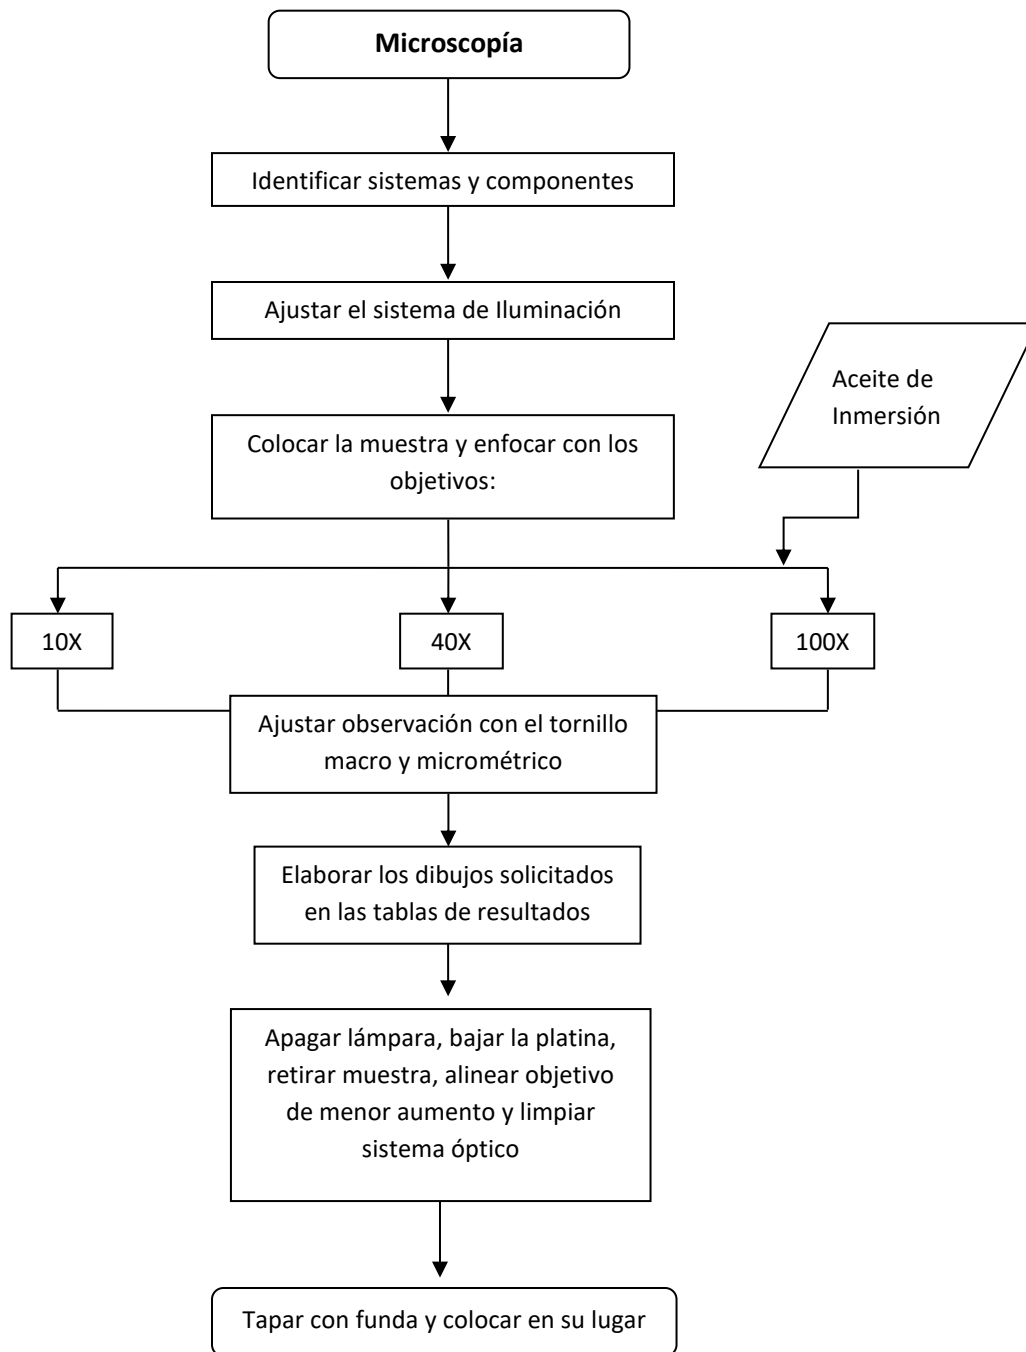 Microscopía
Identificar sistemas y componentes
Ajustar el sistema de Iluminación
Aceite de
Inmersión
Colocar la muestra y enfocar con los
objetivos:
10X
40X
100X
Ajustar observación con el tornillo
macro y micrométrico
Elaborar los dibujos solicitados
en las tablas de resultados
Apagar lámpara, bajar la platina,
retirar muestra, alinear objetivo
de menor aumento y limpiar
sistema óptico
Tapar con funda y colocar en su lugar